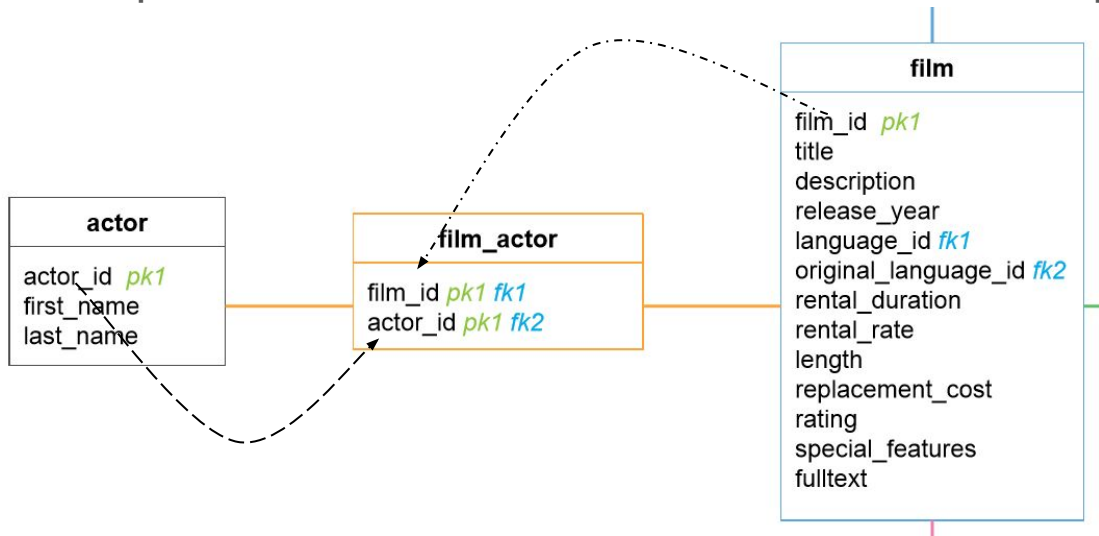 actor
actor_id pk1
first_name
last_name
film_actor
film_id pk1 fk1
actor_id pk1 fk2
film
film_id pk1
title
description
release_year
language_id fk1
original_language_id fk2
rental_duration
rental_rate
length
replacement_cost
rating
special_features
fulltext